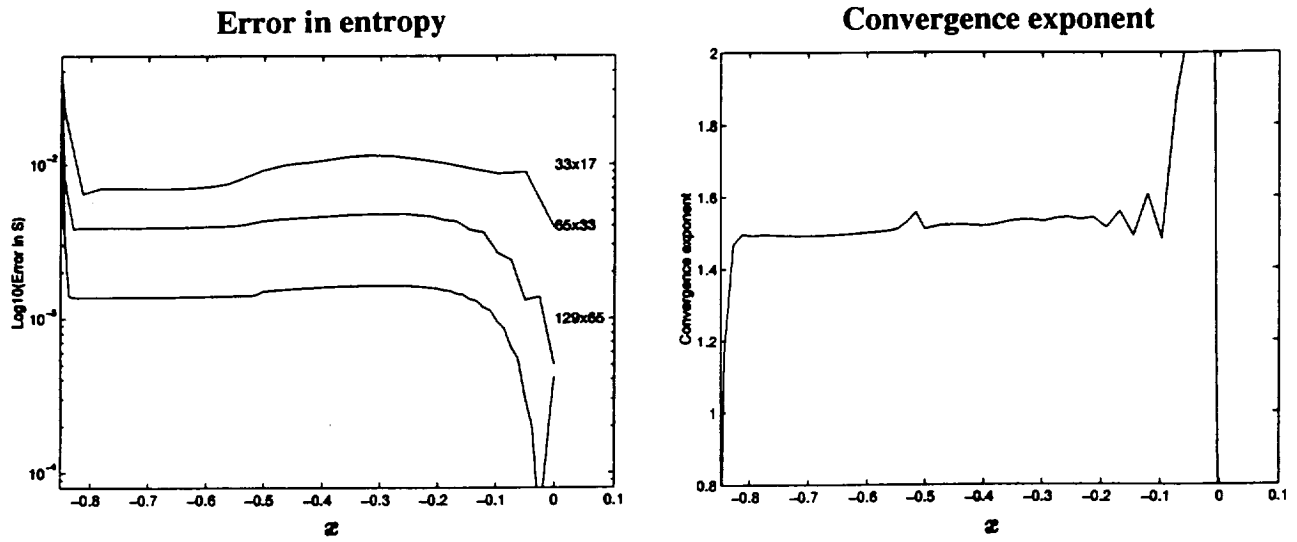 Error in entropy
Log10(Error in S)
10⁻²
10⁻³
10⁻⁴
33x17
65x33
129x65
−0.8 −0.7 −0.6 −0.5 −0.4 −0.3 −0.2 −0.1 0 0.1
x
Convergence exponent
Convergence exponent
2
1.8
1.6
1.4
1.2
1
0.8
−0.8 −0.7 −0.6 −0.5 −0.4 −0.3 −0.2 −0.1 0 0.1
x